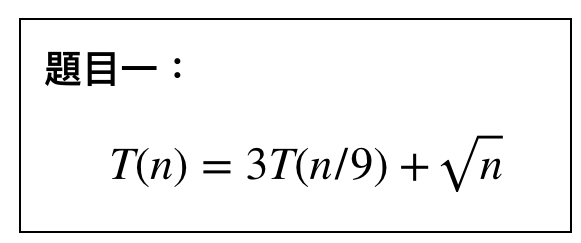 題目一：
T(n) = 3T(n/9) + √n